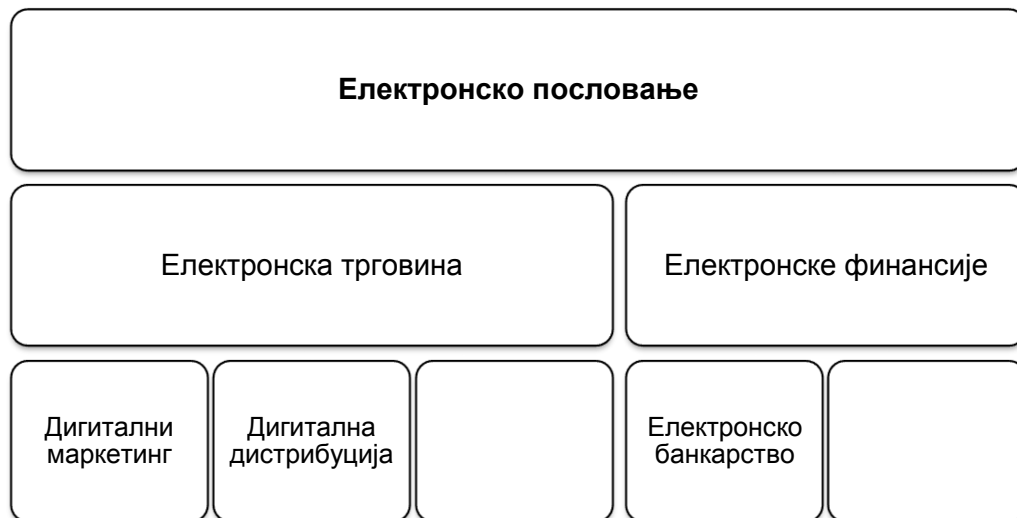 Електронско пословање
Електронска трговина
Електронске финансије
Дигитални
маркетинг
Дигитална
дистрибуција
Електронско
банкарство